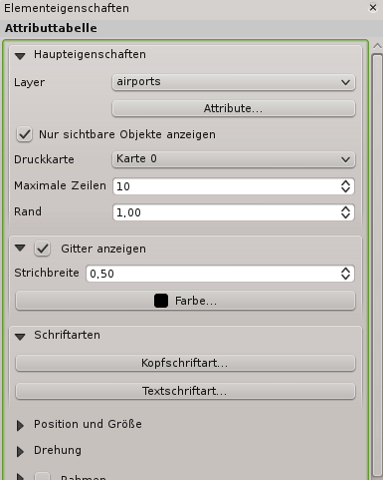 Elementeigenschaften
Attributtabelle
Haupteigenschaften
Layer airports
Attribute...
Nur sichtbare Objekte anzeigen
Druckkarte Karte 0
Maximale Zeilen 10
Rand 1,00
Gitter anzeigen
Strichbreite 0,50
Farbe...
Schriftarten
Kopfschriftart...
Textschriftart...
Position und Größe
Drehung
Rahmen